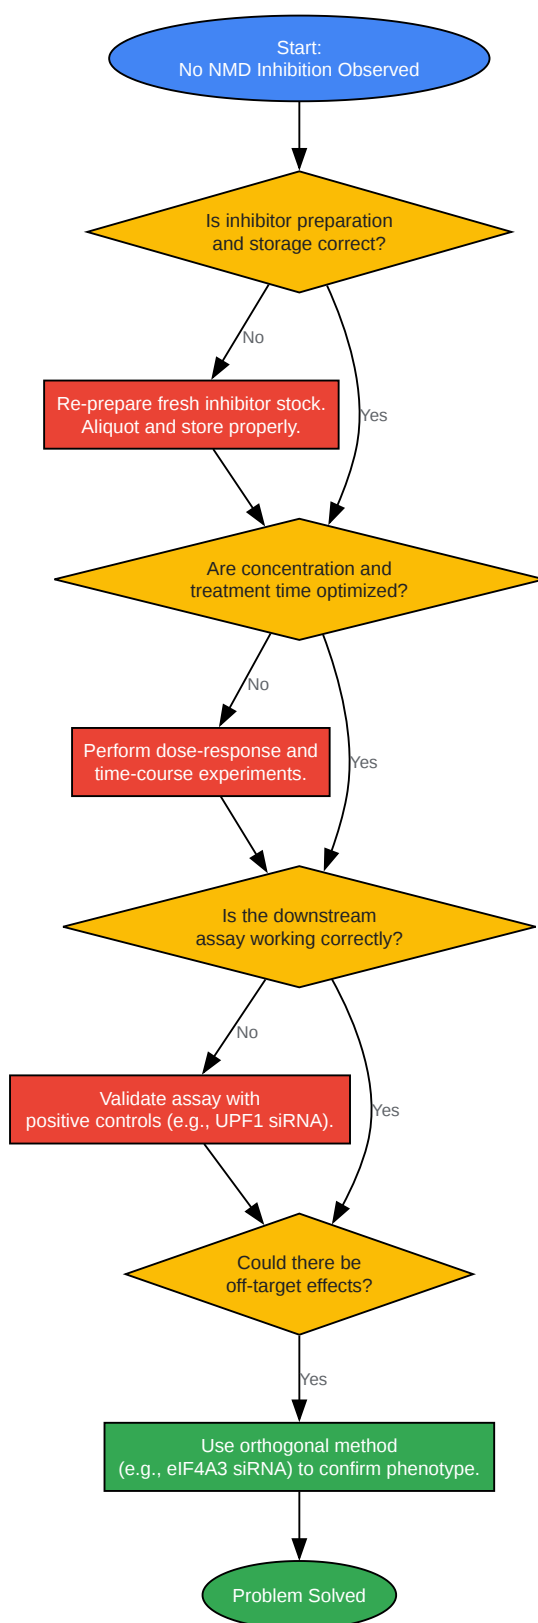 Start:
No NMD Inhibition Observed
Is inhibitor preparation
and storage correct?
No
Re-prepare fresh inhibitor stock.
Aliquot and store properly.
Yes
Are concentration and
treatment time optimized?
No
Perform dose-response and
time-course experiments.
Yes
Is the downstream
assay working correctly?
No
Validate assay with
positive controls (e.g., UPF1 siRNA).
Yes
Could there be
off-target effects?
Yes
Use orthogonal method
(e.g., eIF4A3 siRNA) to confirm phenotype.
Problem Solved